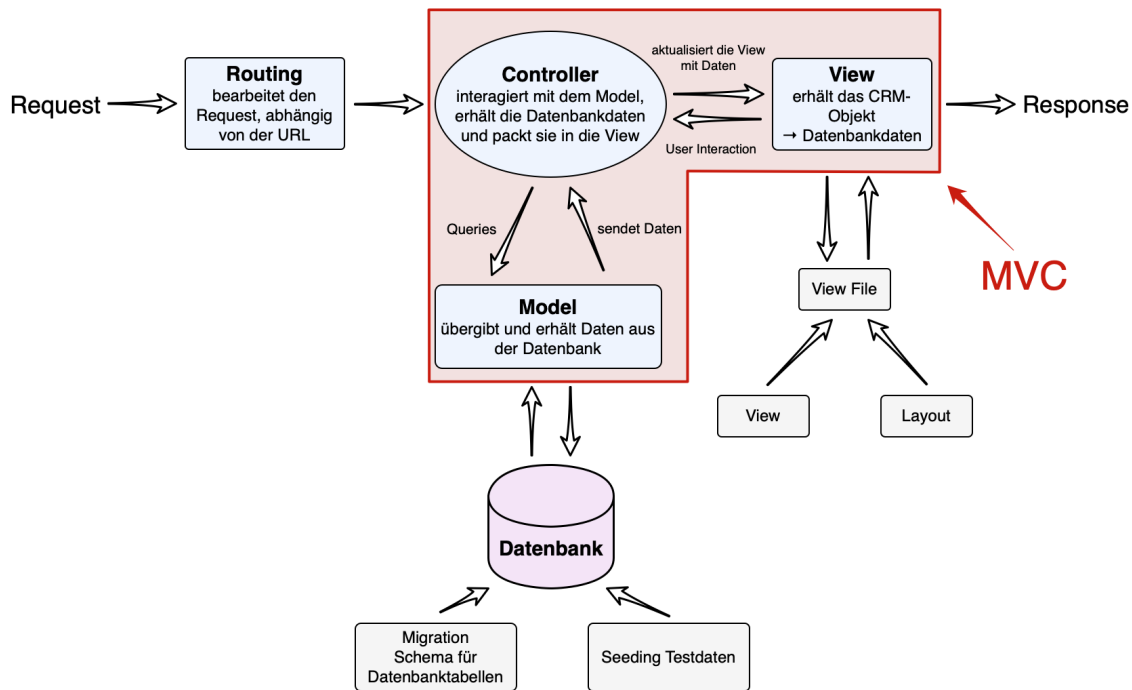 Request
Routing
bearbeitet den
Request, abhängig
von der URL
Controller
interagiert mit dem Model,
erhält die Datenbankdaten
und packt sie in die View
aktualisiert die View
mit Daten
User Interaction
View
erhält das CRM-
Objekt
→ Datenbankdaten
Response
Queries
sendet Daten
MVC
Model
übergibt und erhält Daten aus
der Datenbank
View File
View
Layout
Datenbank
Migration
Schema für
Datenbanktabellen
Seeding Testdaten